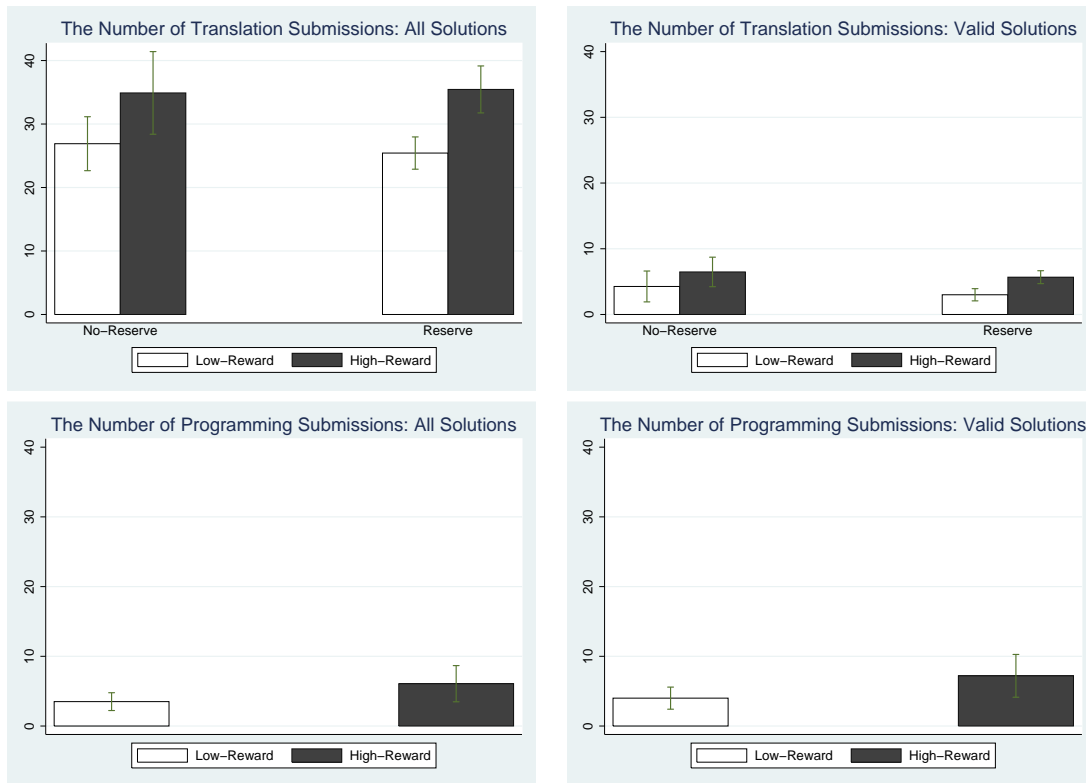 The Number of Translation Submissions: All Solutions
40
30
20
10
0
No−Reserve Reserve
Low−Reward High−Reward
The Number of Translation Submissions: Valid Solutions
40
30
20
10
0
No−Reserve Reserve
Low−Reward High−Reward
The Number of Programming Submissions: All Solutions
40
30
20
10
0
Low−Reward High−Reward
The Number of Programming Submissions: Valid Solutions
40
30
20
10
0
Low−Reward High−Reward